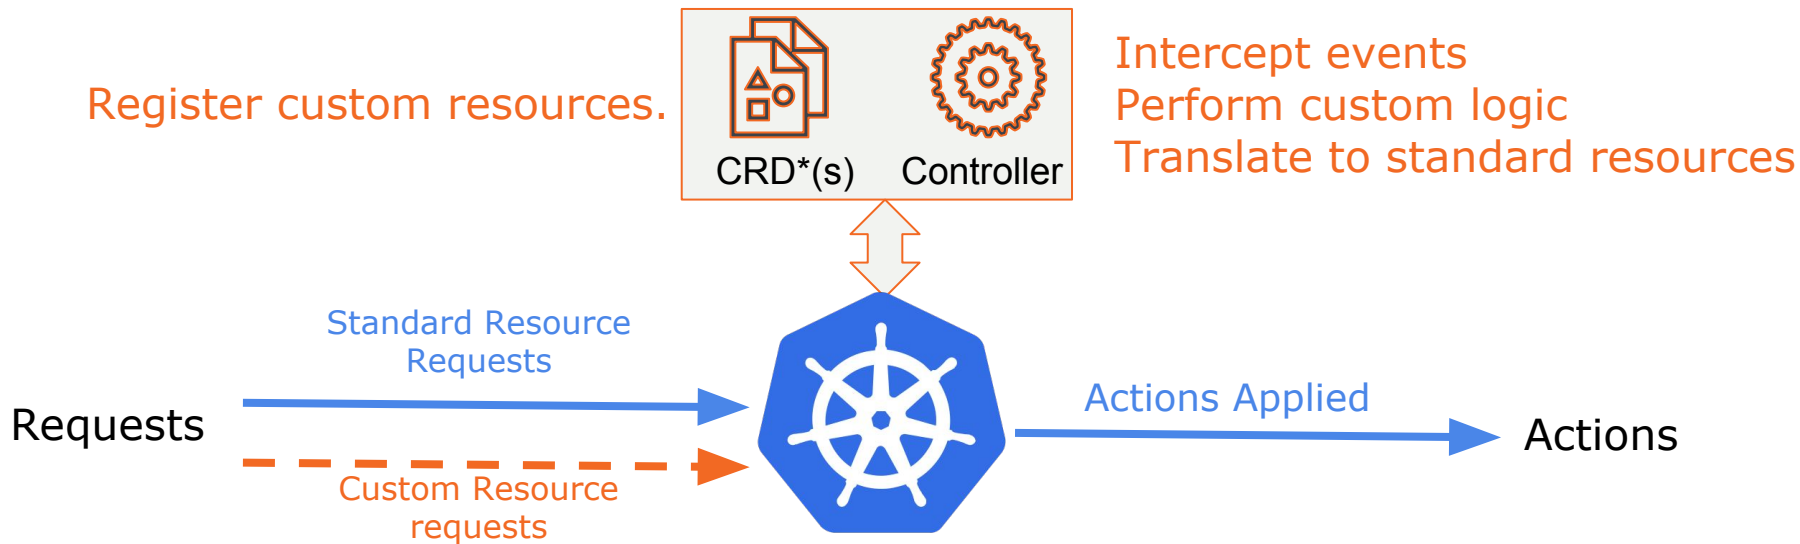 Register custom resources.
CRD*(s)
Controller
Intercept events
Perform custom logic
Translate to standard resources
Standard Resource
Requests
Requests
Custom Resource
requests
Actions Applied
Actions